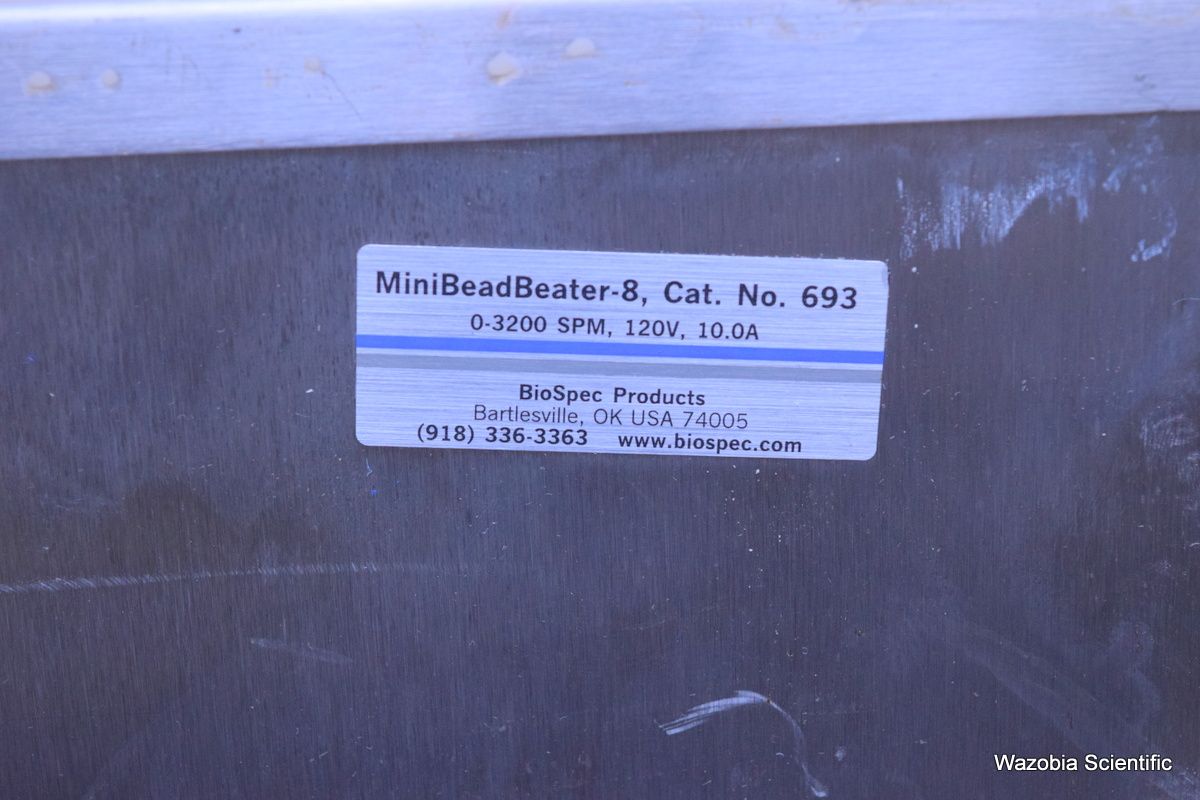 MiniBeadBeater-8, Cat. No. 693
0-3200 SPM, 120V, 10.0A
BioSpec Products
Bartlesville, OK USA 74005
(918) 336-3363 www.biospec.com
Wazobia Scientific